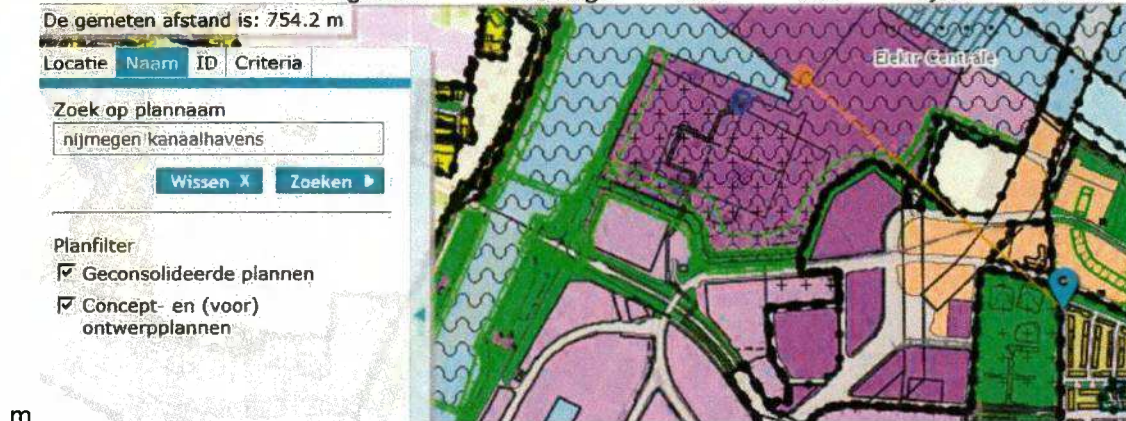 De gemeten afstand is: 754.2 m
Locatie Naam ID Criteria
Zoek op plannaam
nijmegen kanaalhavens
Wissen X Zoeken
Planfilter
Geconsolideerde plannen
Concept- en (voor)
ontwerpplannen
Elektr Centrale
m